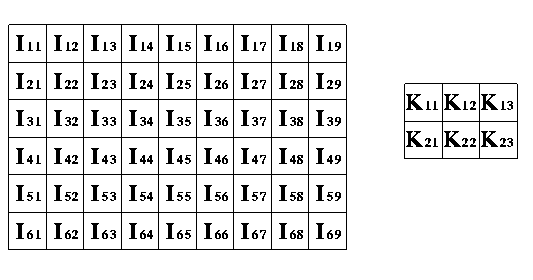 I11 I12 I13 I14 I15 I16 I17 I18 I19
I21 I22 I23 I24 I25 I26 I27 I28 I29
K11 K12 K13
I31 I32 I33 I34 I35 I36 I37 I38 I39
K21 K22 K23
I41 I42 I43 I44 I45 I46 I47 I48 I49
I51 I52 I53 I54 I55 I56 I57 I58 I59
I61 I62 I63 I64 I65 I66 I67 I68 I69